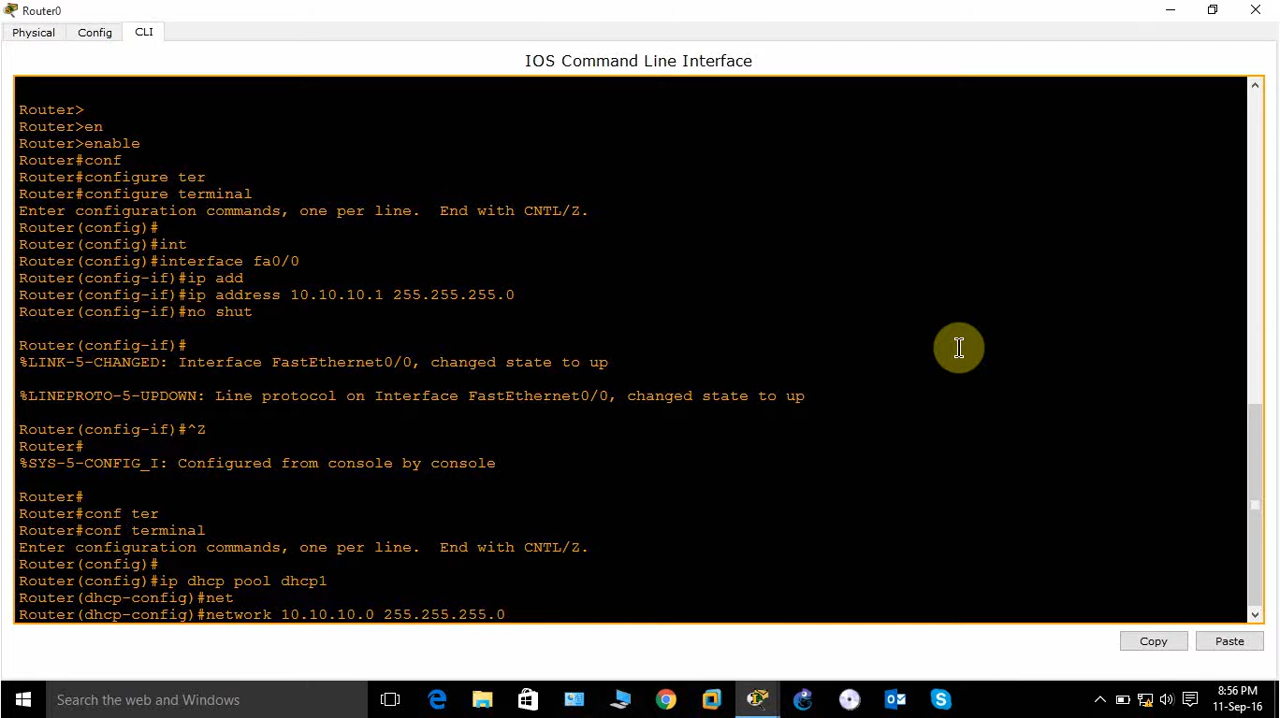 Router0
Physical Config CLI
IOS Command Line Interface
Router>
Router>en
Router>enable
Router#conf
Router#configure ter
Router#configure terminal
Enter configuration commands, one per line.  End with CNTL/Z.
Router(config)#
Router(config)#int
Router(config)#interface fa0/0
Router(config-if)#ip add
Router(config-if)#ip address 10.10.10.1 255.255.255.0
Router(config-if)#no shut
Router(config-if)#
%LINK-5-CHANGED: Interface FastEthernet0/0, changed state to up
%LINEPROTO-5-UPDOWN: Line protocol on Interface FastEthernet0/0, changed state to up
Router(config-if)#^Z
Router#
%SYS-5-CONFIG_I: Configured from console by console
Router#
Router#conf ter
Router#conf terminal
Enter configuration commands, one per line.  End with CNTL/Z.
Router(config)#
Router(config)#ip dhcp pool dhcp1
Router(dhcp-config)#net
Router(dhcp-config)#network 10.10.10.0 255.255.255.0
Copy Paste
Search the web and Windows
8:56 PM
11-Sep-16